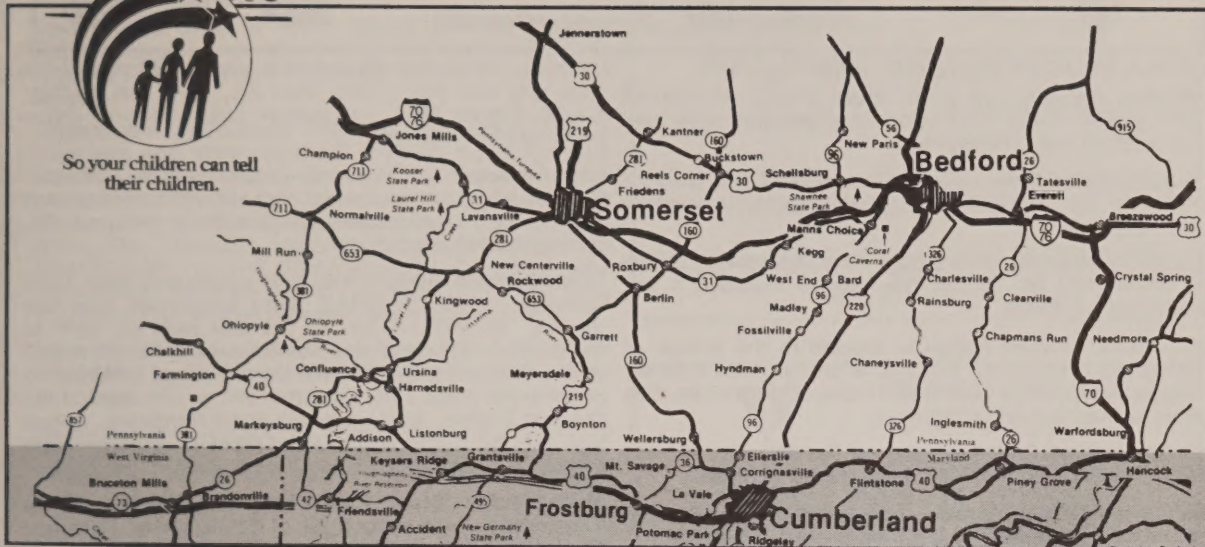 So your children can tell
their children.
Jennerstown
30
70
76
219
Pennsylvania Turnpike
Jones Mills
Champion
711
Kooser
State Park
Laurel Hill
State Park
31
Lavansville
711
Normalville
Creek
281
653
Mill Run
381
New Centerville
Rockwood
653
Kingwood
Ohiopyle
Ohiopyle
State Park
River
Chalkhill
Farmington
40
Confluence
Ursina
Harnedsville
281
Markeysburg
Addison
Listonburg
Garrett
Meyersdale
219
Boynton
Kantner
281
Friedens
Buckstown
Reels Corner
160
30
Somerset
Roxbury
160
Berlin
31
160
Wellersburg
Schellsburg
96
New Paris
56
Shawnee
State Park
Bedford
Manns Choice
Coral
Caverns
Kegg
West End
Bard
96
Madley
Fossilville
Hyndman
96
220
326
Charlesville
Rainsburg
Chaneysville
326
26
Tatesville
Everett
915
70
76
Breezewood
30
26
Clearville
Chapmans Run
Crystal Spring
Needmore
70
Inglesmith
26
Warfordsburg
Pennsylvania
Maryland
857
Pennsylvania
West Virginia
381
Bruceton Mills
73
26
Brandonville
42
Friendsville
Keysers Ridge
Youghiogheny
River Reservoir
Grantsville
40
Accident
495
New Germany
State Park
Mt. Savage
36
Frostburg
La Vale
Ellerslie
Corrignasville
Cumberland
Potomac Park
Ridgeley
Flintstone
40
Piney Grove
Hancock